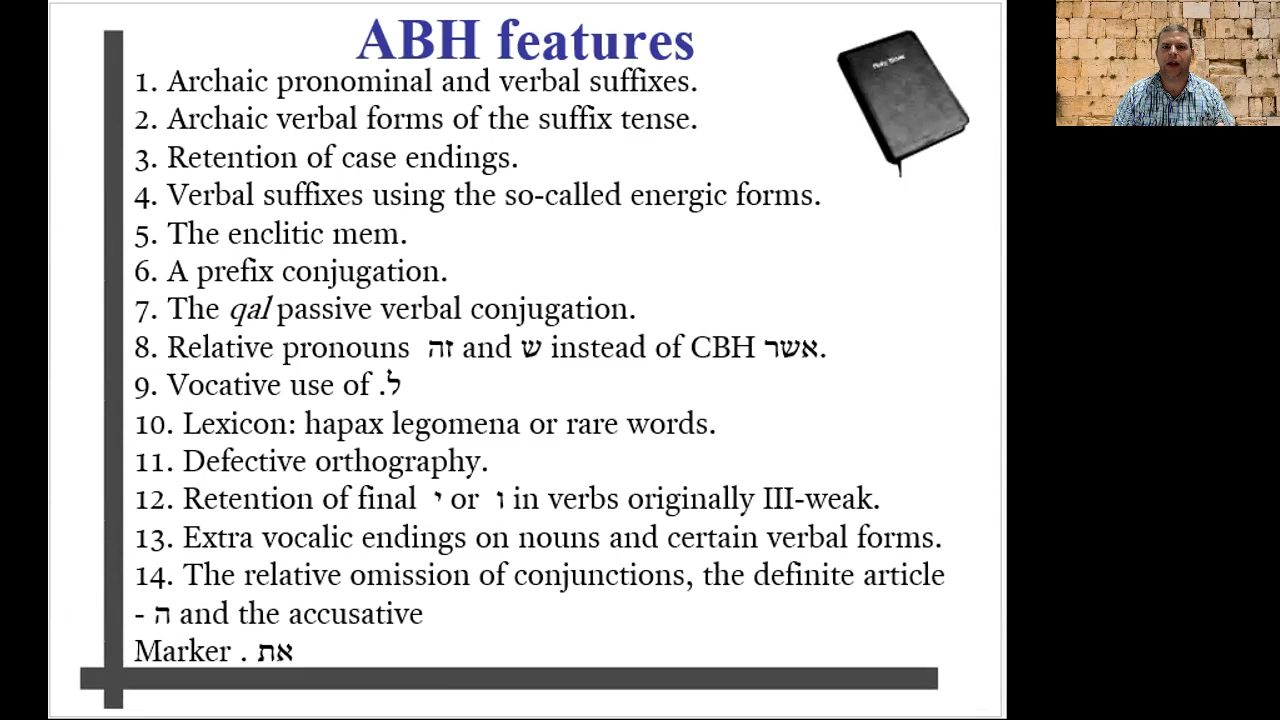 ABH features
Holy Bible
1. Archaic pronominal and verbal suffixes.
2. Archaic verbal forms of the suffix tense.
3. Retention of case endings.
4. Verbal suffixes using the so-called energic forms.
5. The enclitic mem.
6. A prefix conjugation.
7. The qal passive verbal conjugation.
8. Relative pronouns זה and ש instead of CBH אשר.
9. Vocative use of .ל
10. Lexicon: hapax legomena or rare words.
11. Defective orthography.
12. Retention of final י or ו in verbs originally III-weak.
13. Extra vocalic endings on nouns and certain verbal forms.
14. The relative omission of conjunctions, the definite article
- ה and the accusative
Marker . את